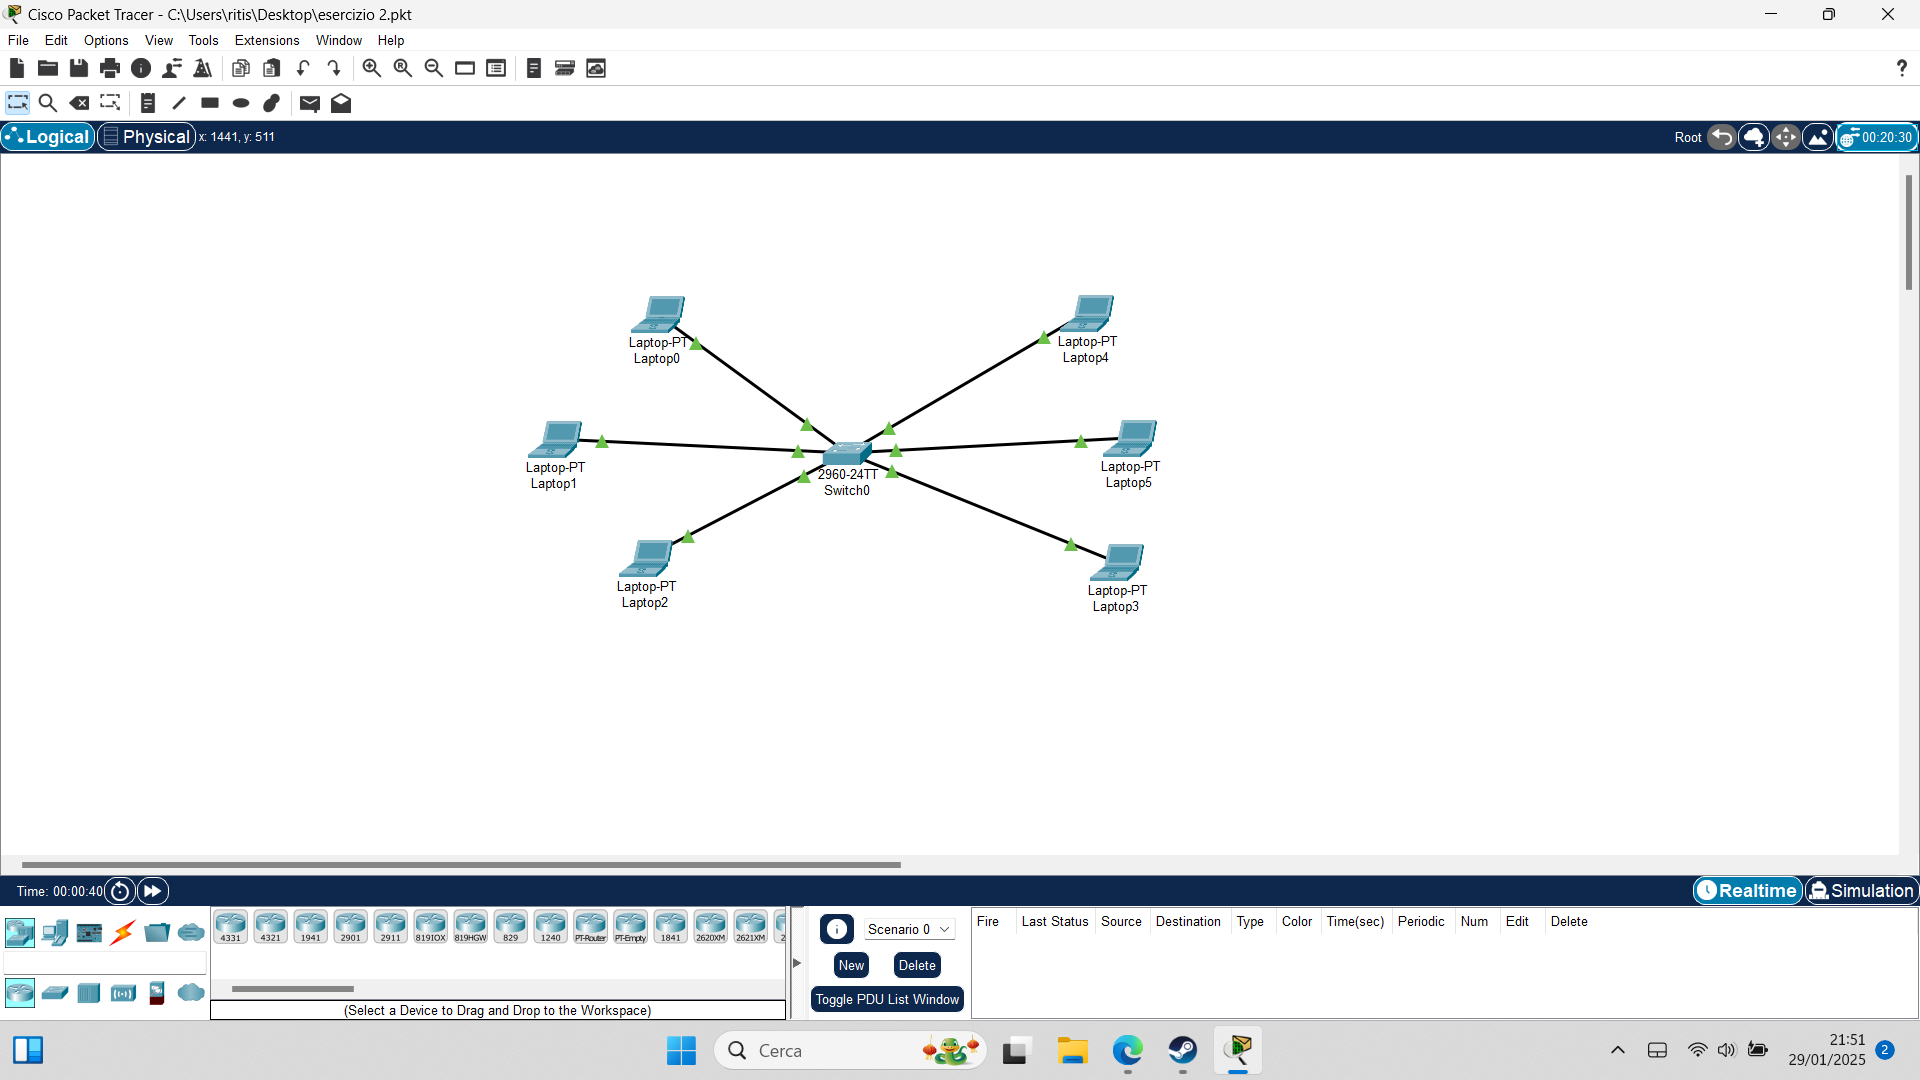 Cisco Packet Tracer - C:\Users\ritis\Desktop\esercizio 2.pkt
File Edit Options View Tools Extensions Window Help
?
Logical Physical x: 1441, y: 511 Root 00:20:30
Laptop-PT
Laptop0
Laptop-PT
Laptop4
Laptop-PT
Laptop1
Laptop-PT
Laptop5
2960-24TT
Switch0
Laptop-PT
Laptop2
Laptop-PT
Laptop3
Time: 00:00:40 Realtime Simulation
4331 4321 1941 2901 2911 819IOX 819HGW 829 1240 PT-Router PT-Empty 1841 2620XM 2621XM 2
(Select a Device to Drag and Drop to the Workspace)
Scenario 0
New Delete
Toggle PDU List Window
Fire Last Status Source Destination Type Color Time(sec) Periodic Num Edit Delete
Cerca
21:51
29/01/2025
2